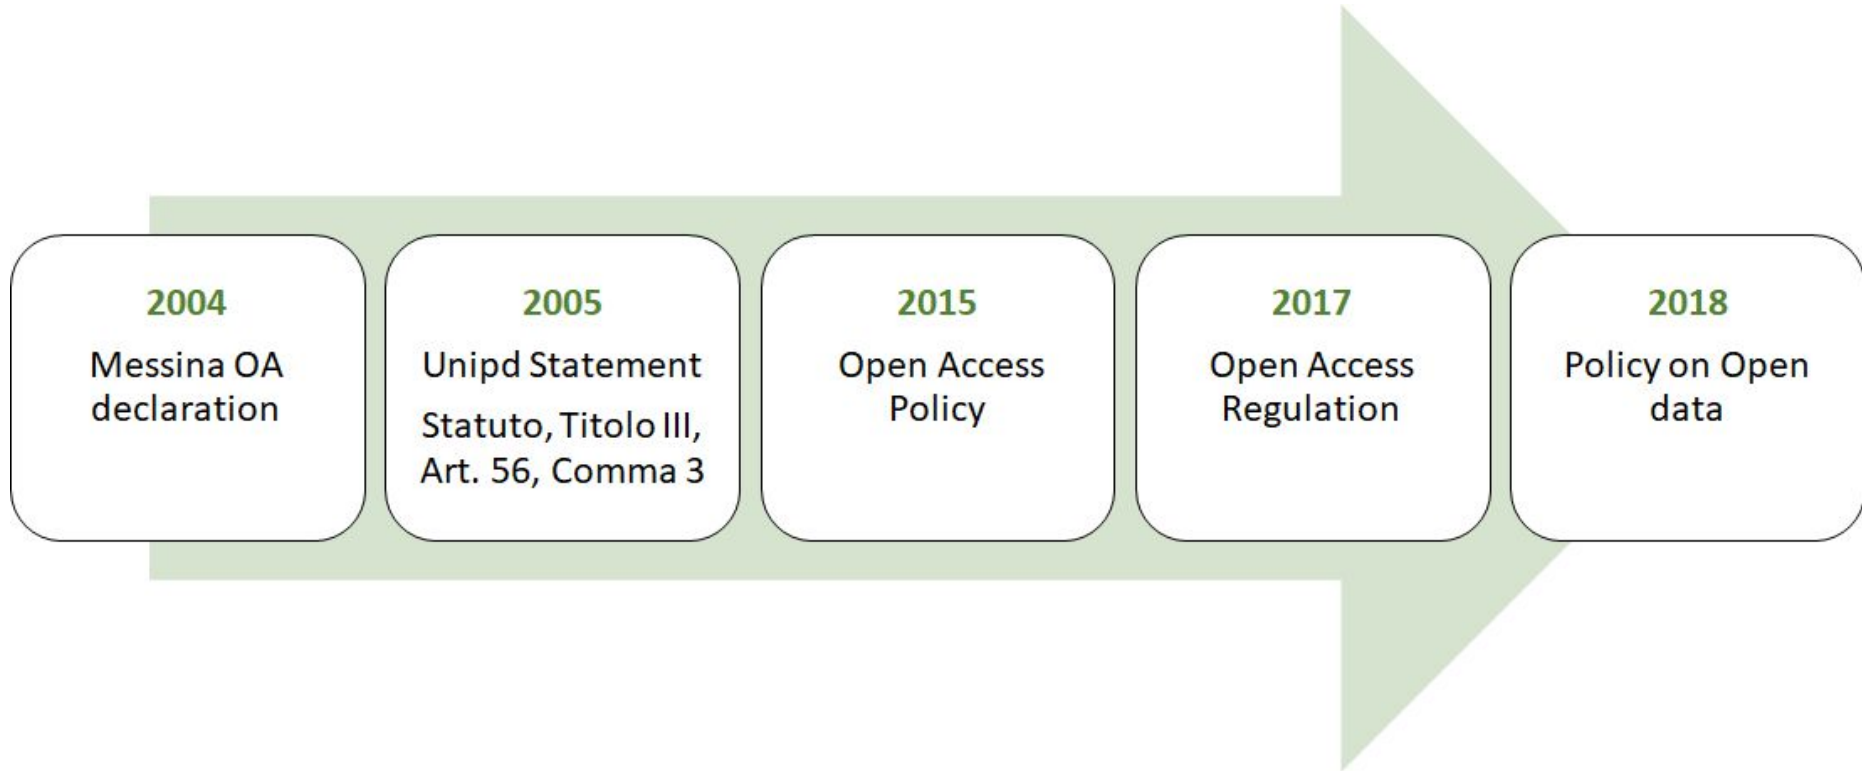 2004
Messina OA
declaration
2005
Unipd Statement
Statuto, Titolo III,
Art. 56, Comma 3
2015
Open Access
Policy
2017
Open Access
Regulation
2018
Policy on Open
data